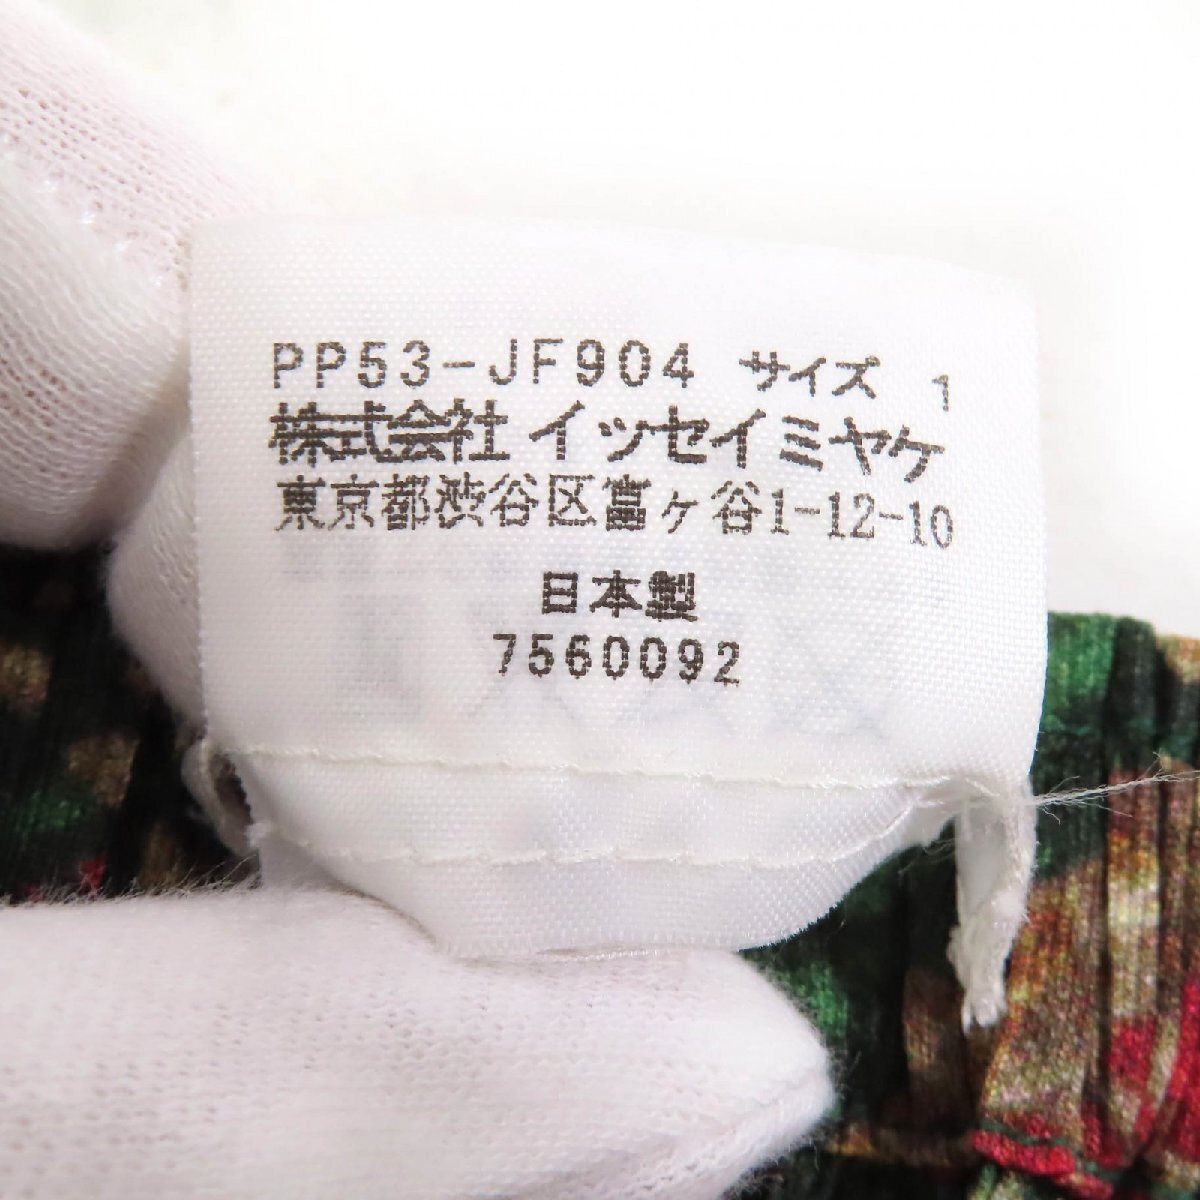 PP53-JF904 サイズ 1
株式会社 イッセイミヤケ
東京都渋谷区富ヶ谷1-12-10
日本製
7560092